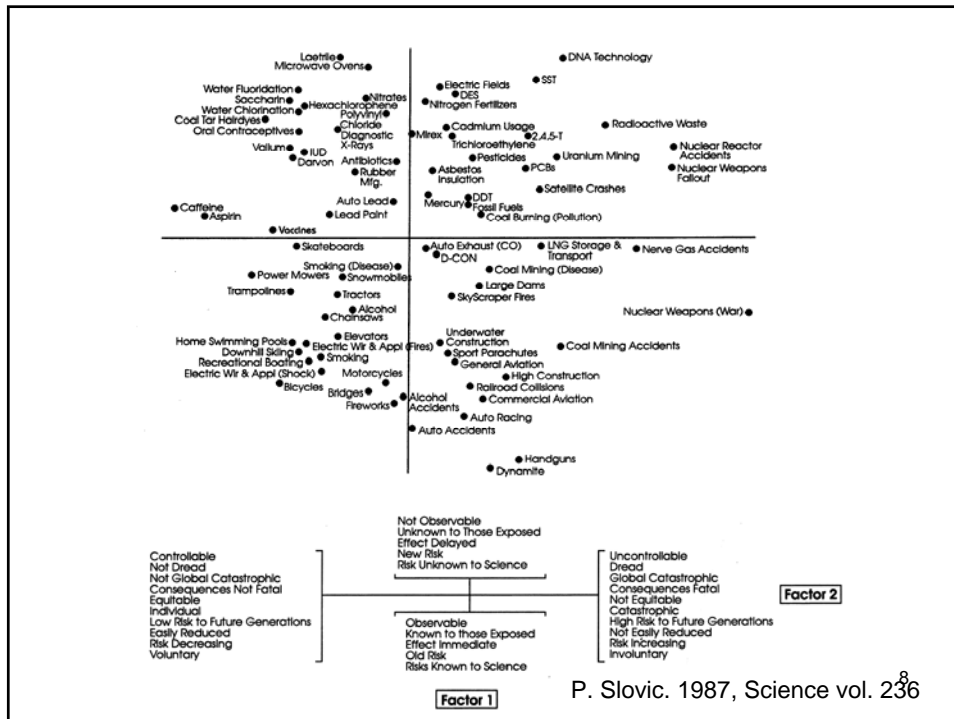 Laetrile
Microwave Ovens
DNA Technology
SST
Water Fluoridation
Saccharin
Water Chlorination
Coal Tar Hairdyes
Oral Contraceptives
Nitrates
Hexachlorophene
Polyvinyl
Chloride
Diagnostic
X-Rays
Electric Fields
DES
Nitrogen Fertilizers
Mirex
Cadmium Usage
2,4,5-T
Trichloroethylene
Radioactive Waste
Valium
IUD
Darvon
Antibiotics
Rubber
Mfg.
Pesticides
Asbestos
Insulation
PCBs
Uranium Mining
Nuclear Reactor
Accidents
Nuclear Weapons
Fallout
Satellite Crashes
Auto Lead
Lead Paint
Mercury
DDT
Fossil Fuels
Coal Burning (Pollution)
Caffeine
Aspirin
Vaccines
Skateboards
Auto Exhaust (CO)
D-CON
LNG Storage &
Transport
Nerve Gas Accidents
Smoking (Disease)
Power Mowers
Snowmobiles
Coal Mining (Disease)
Trampolines
Tractors
Large Dams
SkyScraper Fires
Alcohol
Chainsaws
Nuclear Weapons (War)
Elevators
Home Swimming Pools
Electric Wir & Appl (Fires)
Downhill Skiing
Smoking
Recreational Boating
Electric Wir & Appl (Shock)
Underwater
Construction
Sport Parachutes
General Aviation
Coal Mining Accidents
Motorcycles
Bicycles
Bridges
Fireworks
High Construction
Railroad Collisions
Alcohol
Accidents
Commercial Aviation
Auto Racing
Auto Accidents
Handguns
Dynamite
Not Observable
Unknown to Those Exposed
Effect Delayed
New Risk
Risk Unknown to Science
Controllable
Not Dread
Not Global Catastrophic
Consequences Not Fatal
Equitable
Individual
Low Risk to Future Generations
Easily Reduced
Risk Decreasing
Voluntary
Uncontrollable
Dread
Global Catastrophic
Consequences Fatal
Not Equitable
Catastrophic
High Risk to Future Generations
Not Easily Reduced
Risk Increasing
Involuntary
Factor 2
Observable
Known to those Exposed
Effect Immediate
Old Risk
Risks Known to Science
Factor 1
P. Slovic. 1987, Science vol. 236
8